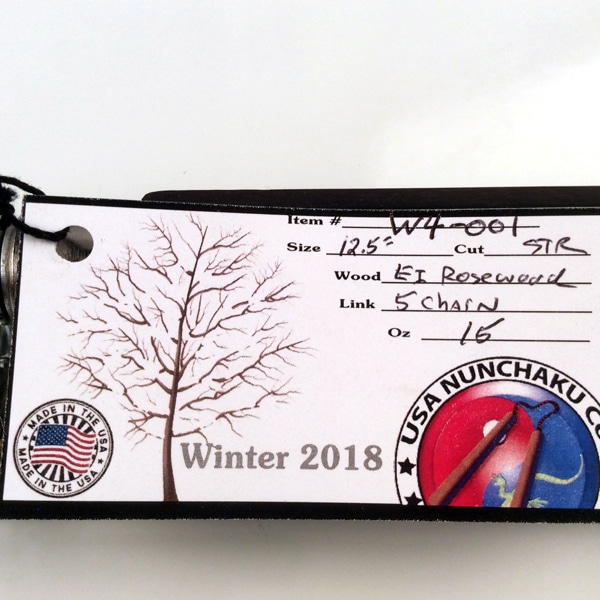 Item # W4-001
Size 12.5" Cut STR
Wood EI Rosewood
Link 5 CHAIN
Oz 15
MADE IN THE USA
MADE IN THE USA
Winter 2018
USA NUNCHAKU CO